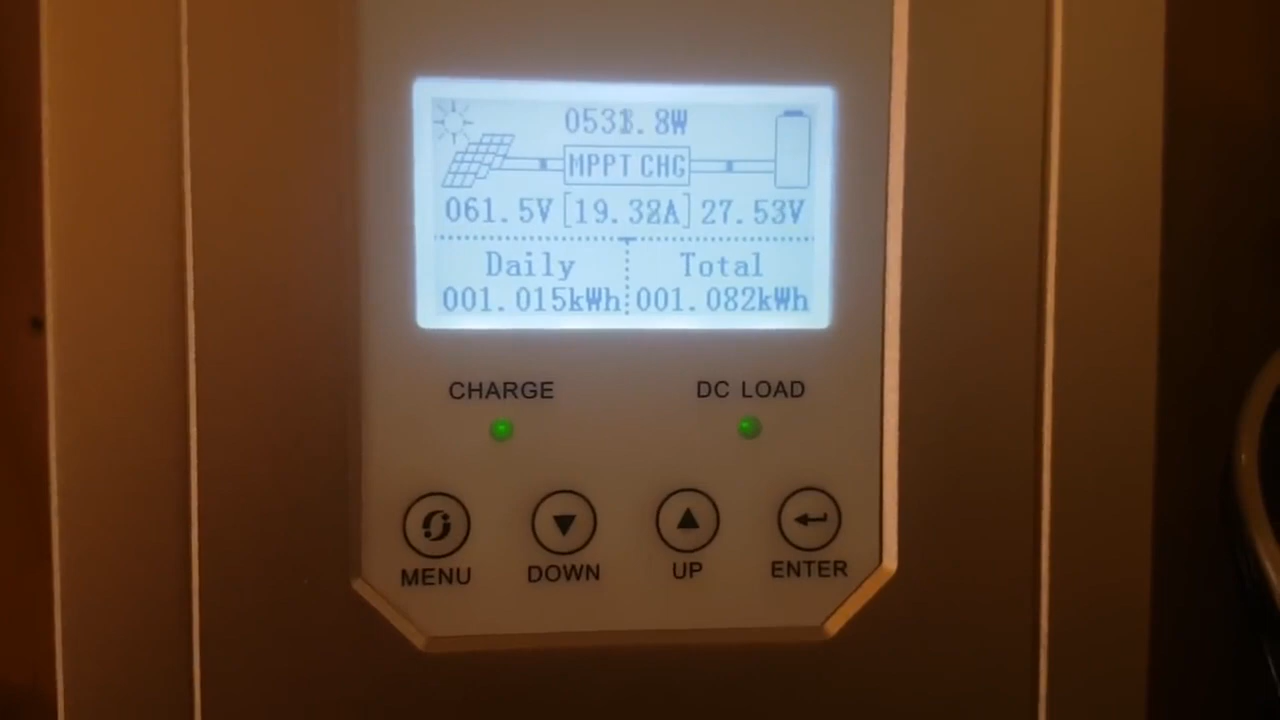 0531.8W
MPPT CHG
061.5V [19.32A] 27.53V
Daily Total
001.015kWh 001.082kWh
CHARGE DC LOAD
MENU DOWN UP ENTER